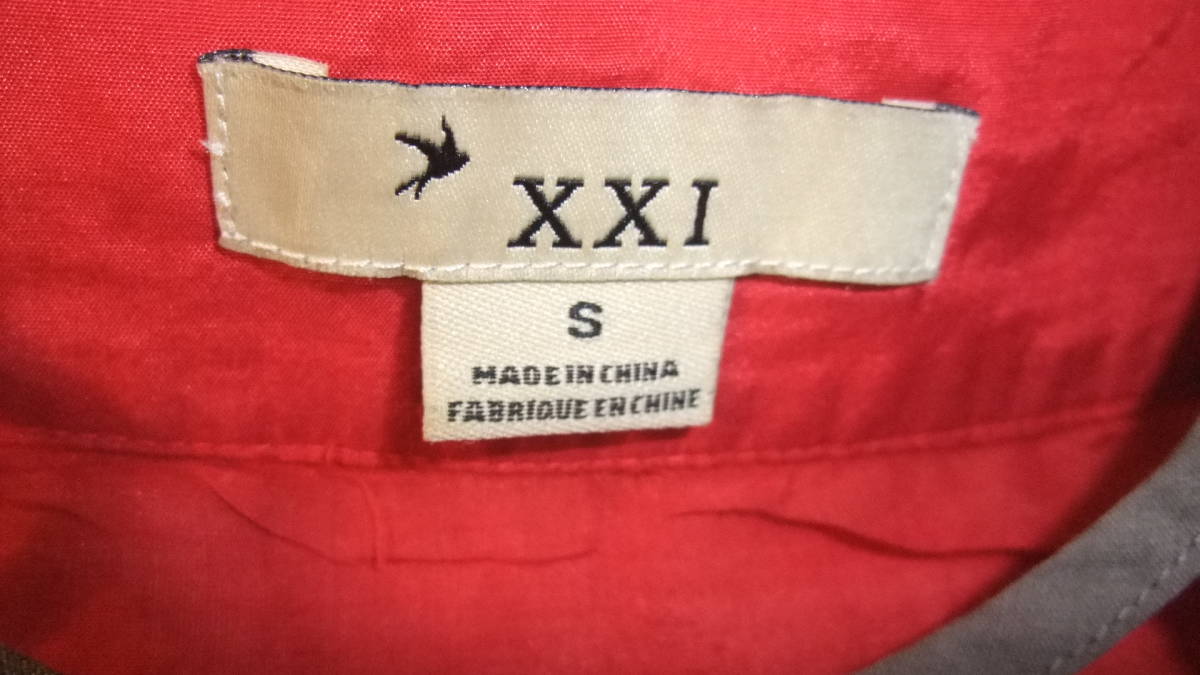 XXI
S
MADE IN CHINA
FABRIQUE EN CHINE